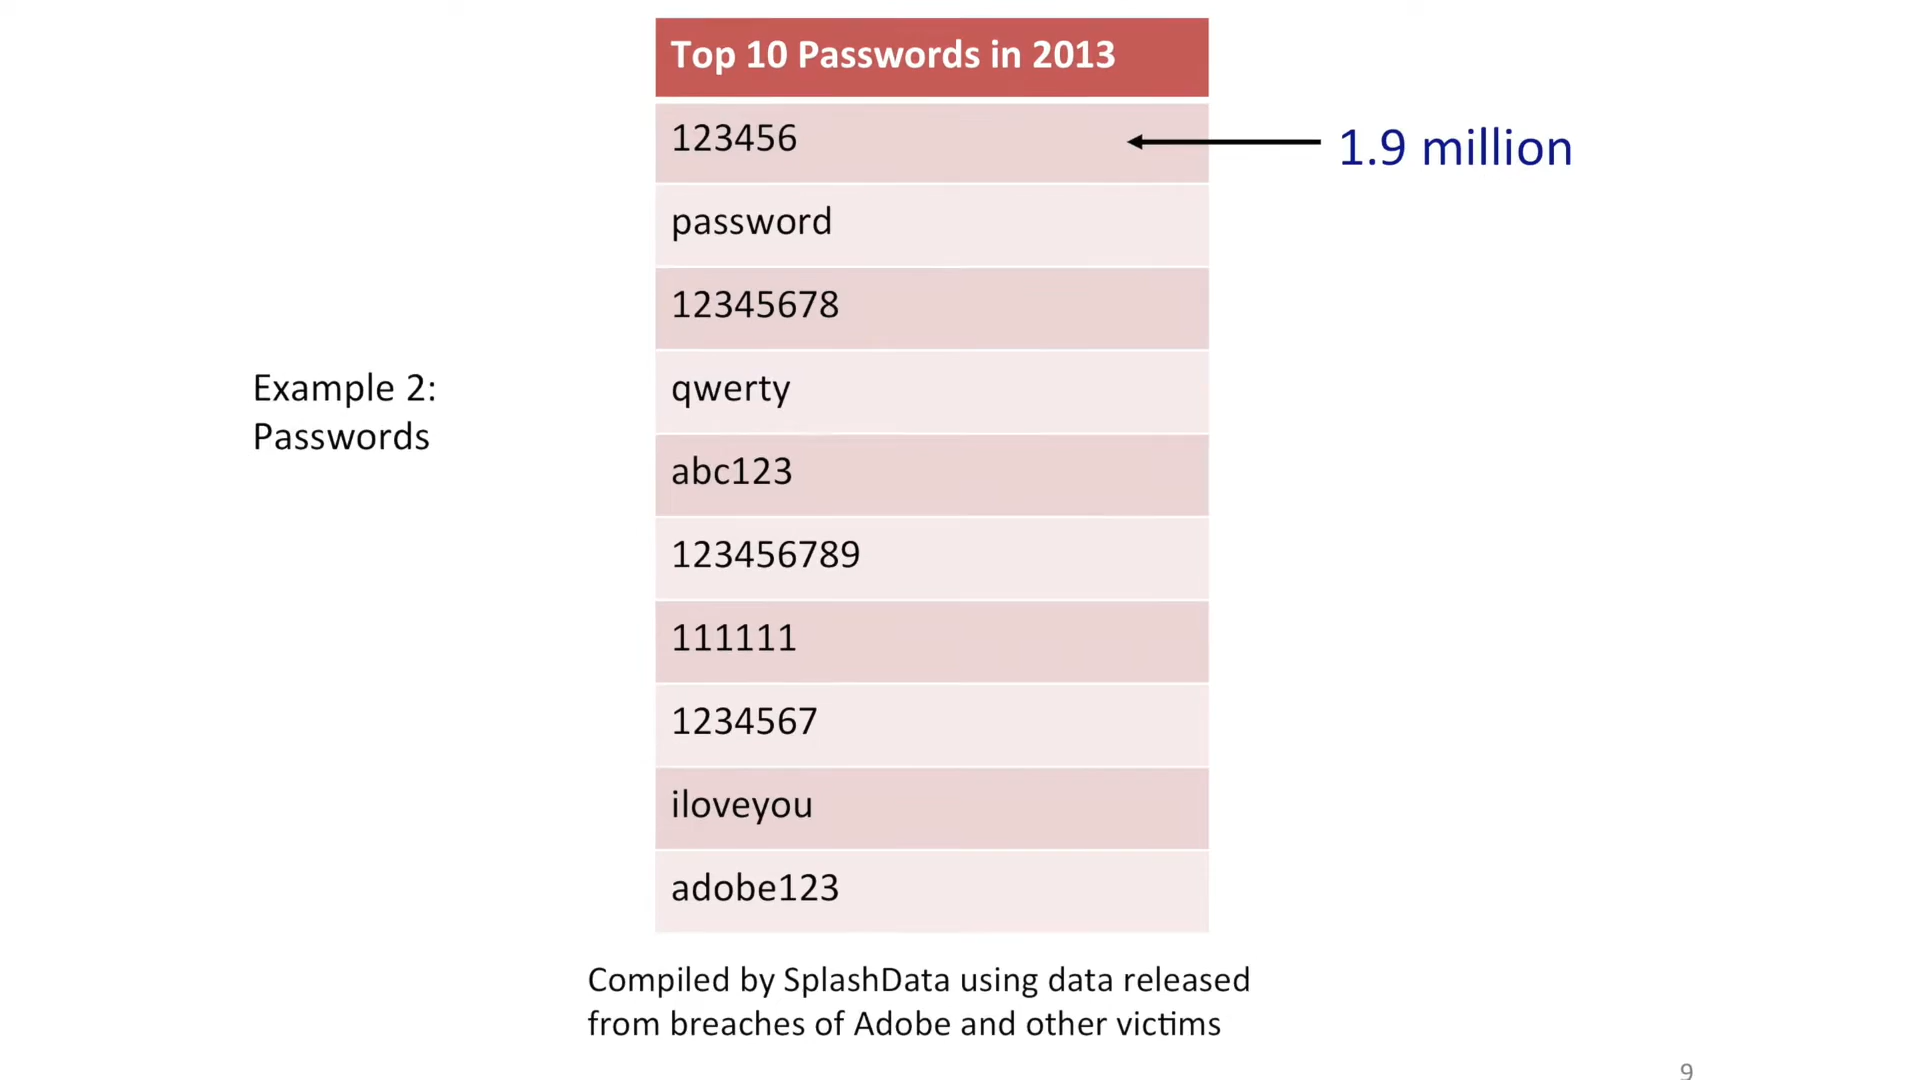 Top 10 Passwords in 2013
123456
1.9 million
password
12345678
qwerty
Example 2:
Passwords
abc123
123456789
111111
1234567
iloveyou
adobe123
Compiled by SplashData using data released
from breaches of Adobe and other victims
9